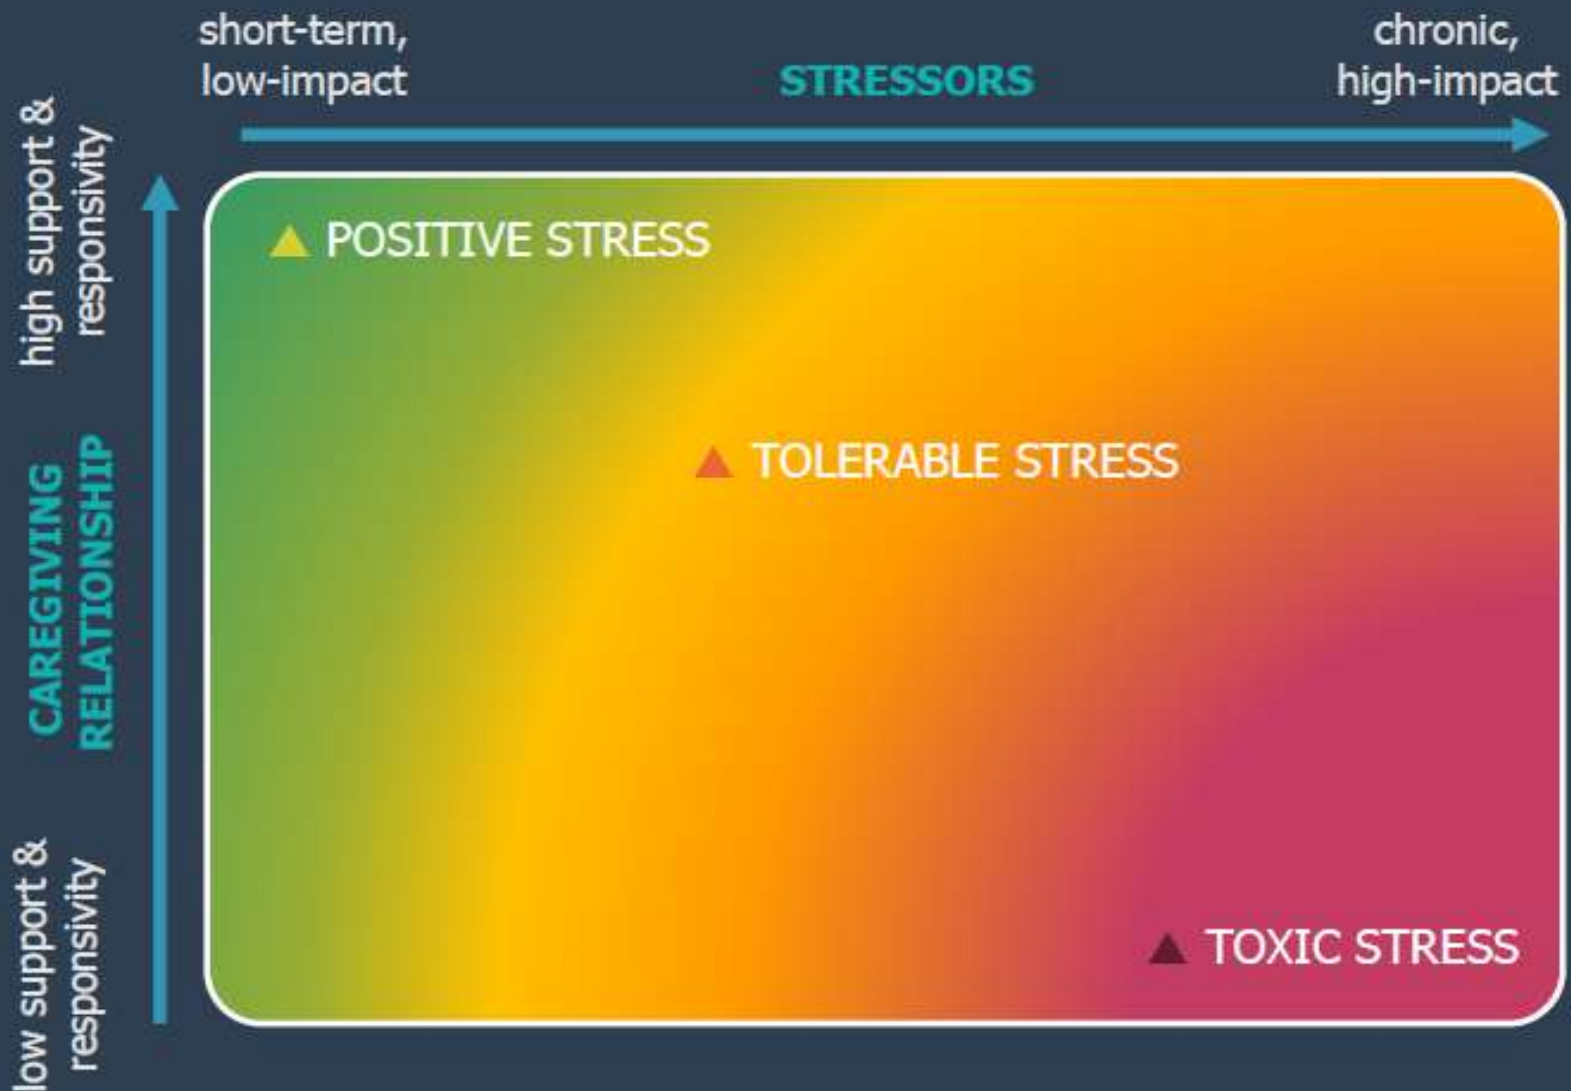 short-term,
low-impact
STRESSORS
chronic,
high-impact
high support &
responsivity
CAREGIVING
RELATIONSHIP
low support &
responsivity
POSITIVE STRESS
TOLERABLE STRESS
TOXIC STRESS